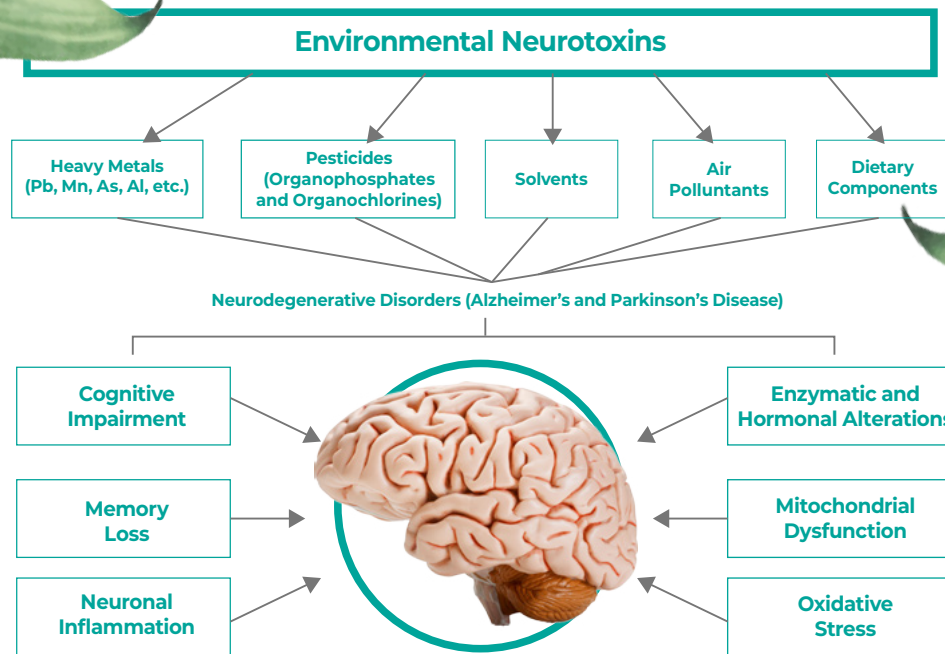 Environmental Neurotoxins
Heavy Metals
(Pb, Mn, As, Al, etc.)
Pesticides
(Organophosphates
and Organochlorines)
Solvents
Air
Pollutants
Dietary
Components
Neurodegenerative Disorders (Alzheimer’s and Parkinson’s Disease)
Cognitive
Impairment
Memory
Loss
Neuronal
Inflammation
Enzymatic and
Hormonal Alterations
Mitochondrial
Dysfunction
Oxidative
Stress